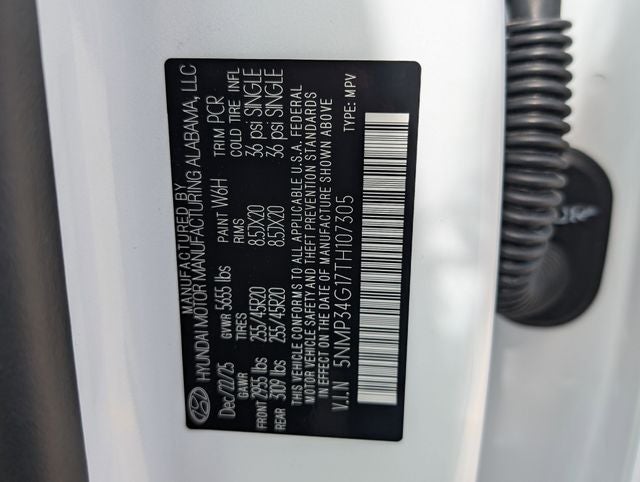 MANUFACTURED BY
HYUNDAI MOTOR MANUFACTURING ALABAMA, LLC
Dec/22/25 GVWR 5655 lbs PAINT W6H TRIM PCR
GAWR TIRES RIMS COLD TIRE INFL
FRONT 2955 lbs 255/45R20 8.5JX20 36 psi SINGLE
REAR 3109 lbs 255/45R20 8.5JX20 36 psi SINGLE
THIS VEHICLE CONFORMS TO ALL APPLICABLE U.S.A. FEDERAL
MOTOR VEHICLE SAFETY AND THEFT PREVENTION STANDARDS
IN EFFECT ON THE DATE OF MANUFACTURE SHOWN ABOVE
V.I.N 5NMP34G17TH107305 TYPE: MPV